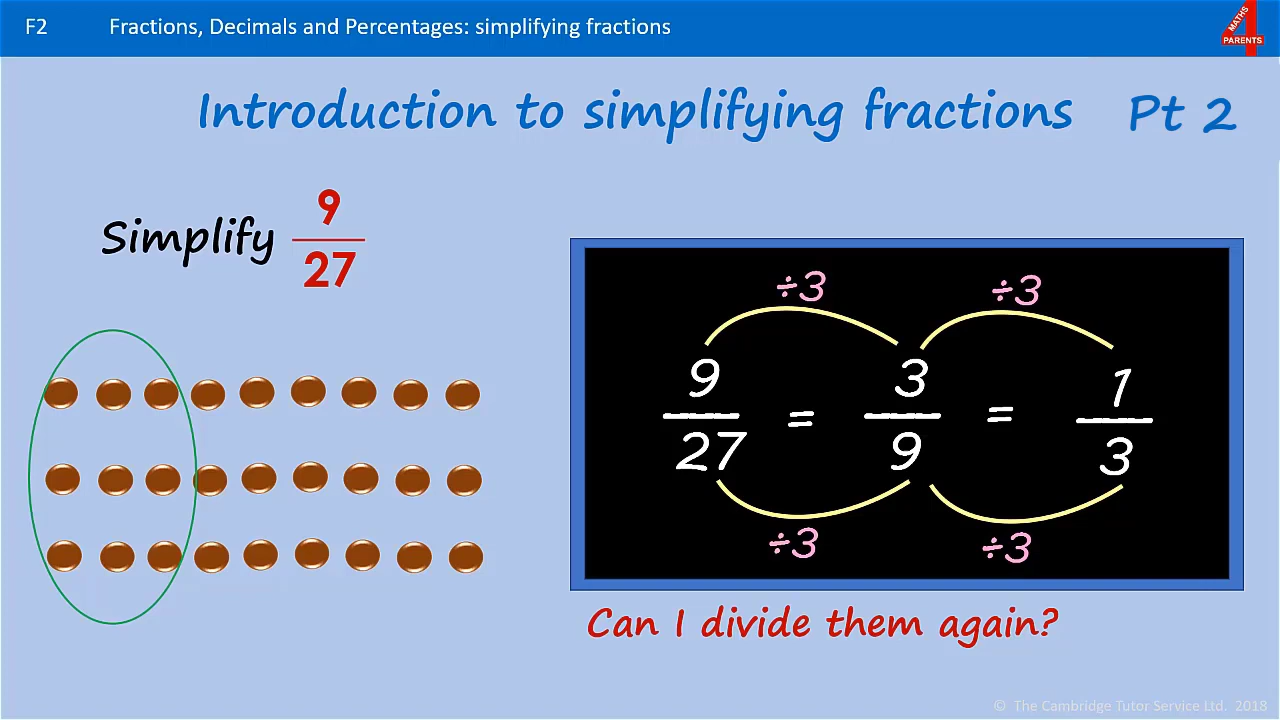 F2 Fractions, Decimals and Percentages: simplifying fractions
MATHS
4
PARENTS
Introduction to simplifying fractions Pt 2
Simplify 9/27
÷3 ÷3
9/27 = 3/9 = 1/3
÷3 ÷3
Can I divide them again?
© The Cambridge Tutor Service Ltd. 2018